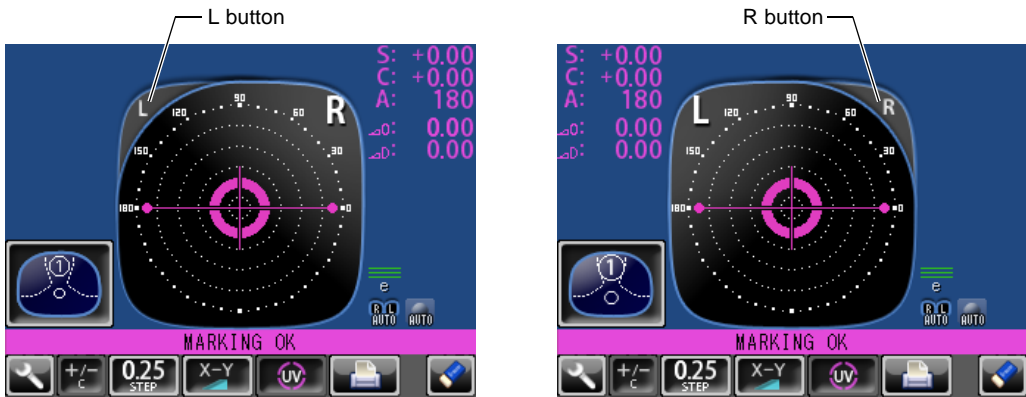 L button
R button
S: +0.00
C: +0.00
A: 180
⊿O: 0.00
⊿D: 0.00
L
R
90
120
60
150
30
180
0
1
e
R L
AUTO
AUTO
MARKING OK
+/-
C
0.25
STEP
X-Y
UV
S: +0.00
C: +0.00
A: 180
⊿O: 0.00
⊿D: 0.00
L
R
90
120
60
150
30
180
0
1
e
R L
AUTO
AUTO
MARKING OK
+/-
C
0.25
STEP
X-Y
UV